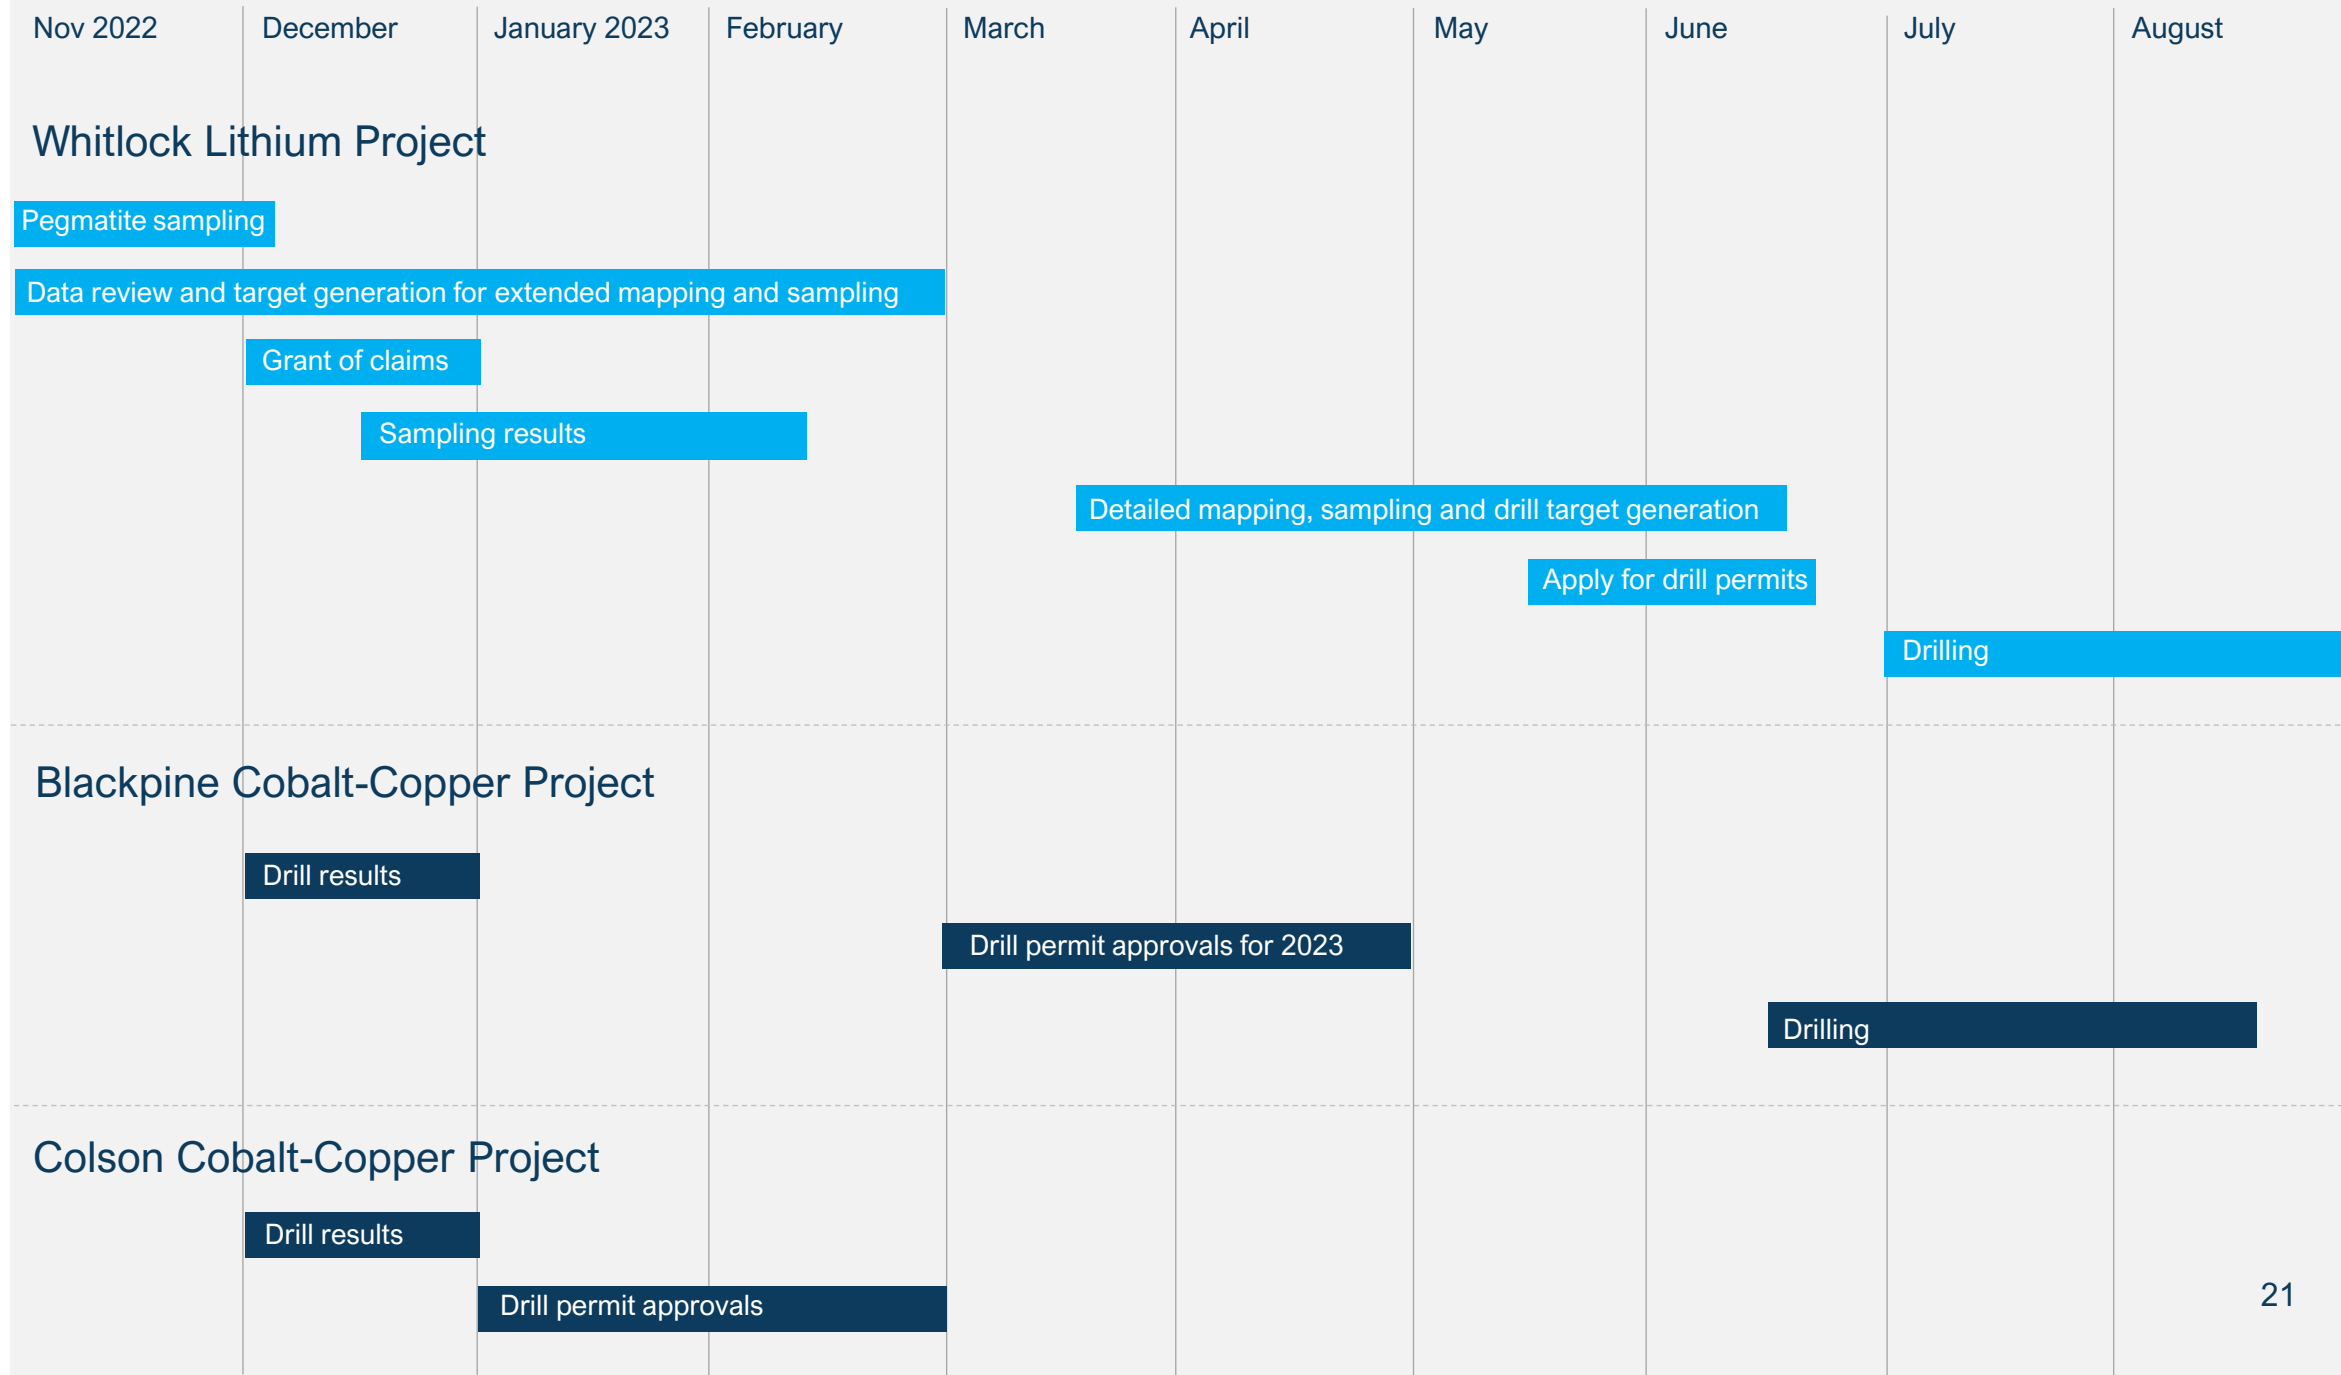 Nov 2022
December
January 2023
February
March
April
May
June
July
August
Whitlock Lithium Project
Pegmatite sampling
Data review and target generation for extended mapping and sampling
Grant of claims
Sampling results
Detailed mapping, sampling and drill target generation
Apply for drill permits
Drilling
Blackpine Cobalt-Copper Project
Drill results
Drill permit approvals for 2023
Drilling
Colson Cobalt-Copper Project
Drill results
Drill permit approvals
21